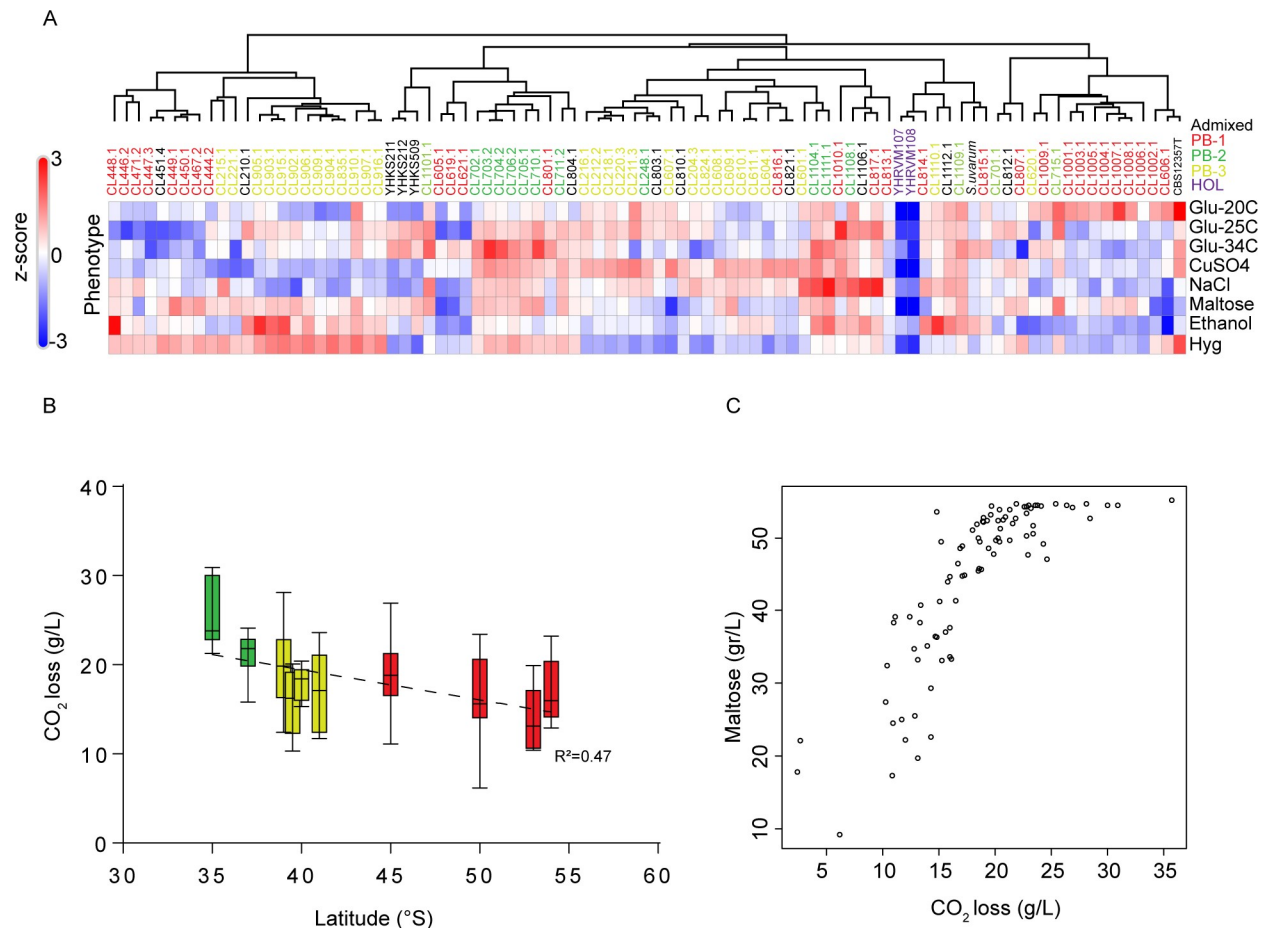 A
3
0
-3
z-score
Phenotype
CL448.1
CL446.2
CL471.2
CL447.3
CL451.4
CL449.1
CL450.1
CL467.2
CL444.2
CL215.1
CL221.1
CL210.1
CL905.1
CL903.1
CL915.1
CL902.1
CL906.1
CL909.1
CL904.1
CL835.1
CL910.1
CL907.1
CL916.1
YHKS211
YHKS212
YHKS509
CL1101.1
CL605.1
CL619.1
CL621.1
CL702.1
CL703.2
CL704.2
CL706.2
CL705.1
CL710.1
CL801.1
CL711.2
CL804.1
CL216.1
CL212.2
CL218.1
CL220.3
CL211.3
CL248.1
CL803.1
CL601.1
CL810.1
CL204.3
CL824.1
CL608.1
CL610.1
CL611.1
CL604.1
CL816.1
CL821.1
CL1104.1
CL1111.1
CL1010.1
CL1108.1
CL1106.1
CL817.1
CL813.1
YHRVM107
YHRVM108
CL1110.1
CL1112.1
CL1109.1
S.uvarum
CL815.1
CL701.1
CL812.1
CL807.1
CL620.1
CL715.1
CL1009.1
CL1001.1
CL1003.1
CL1005.1
CL1004.1
CL1007.1
CL1008.1
CL1006.1
CL1002.1
CL606.1
CBS12357T
Admixed
PB-1
PB-2
PB-3
HOL
Glu-20C
Glu-25C
Glu-34C
CuSO4
NaCl
Maltose
Ethanol
Hyg
B
40
30
20
10
0
CO2 loss (g/L)
R²=0.47
30 35 40 45 50 55 60
Latitude (°S)
C
50
40
30
20
10
Maltose (gr/L)
5 10 15 20 25 30 35
CO2 loss (g/L)